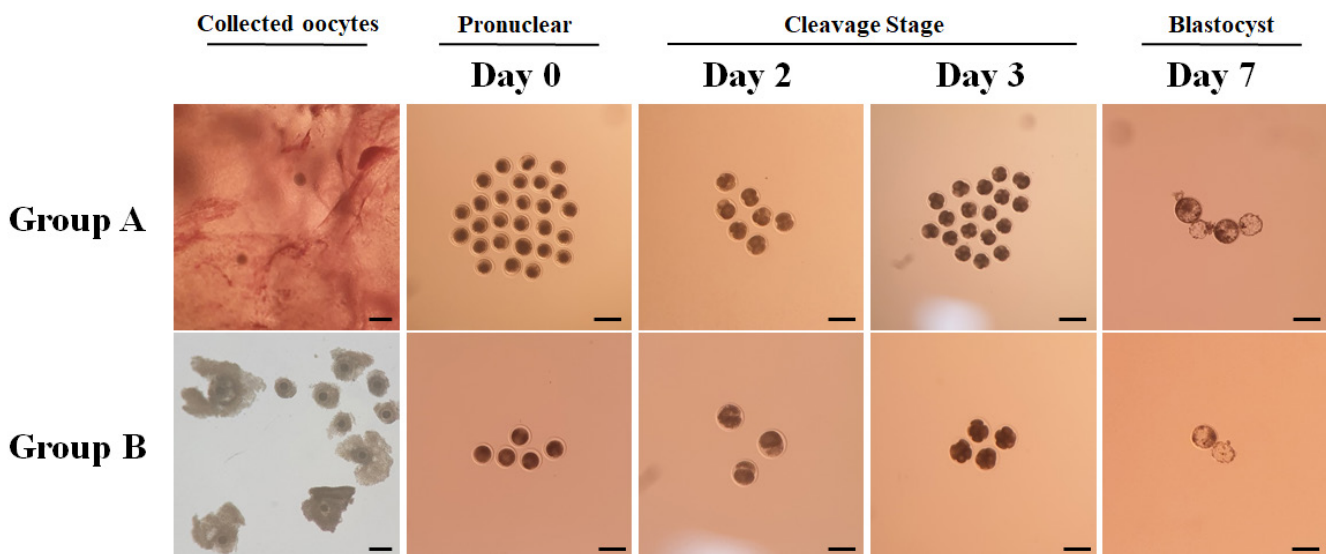 Collected oocytes Pronuclear Cleavage Stage Blastocyst
Day 0 Day 2 Day 3 Day 7
Group A
Group B